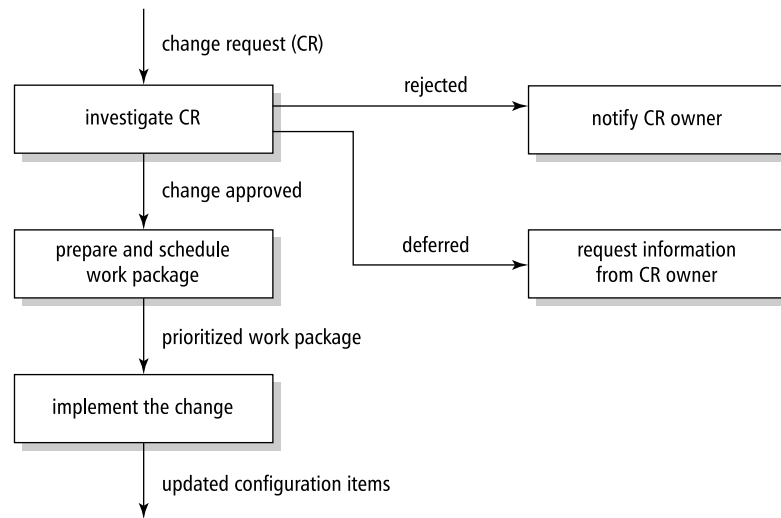 change request (CR)
rejected
investigate CR
notify CR owner
change approved
prepare and schedule
work package
deferred
request information
from CR owner
prioritized work package
implement the change
updated configuration items